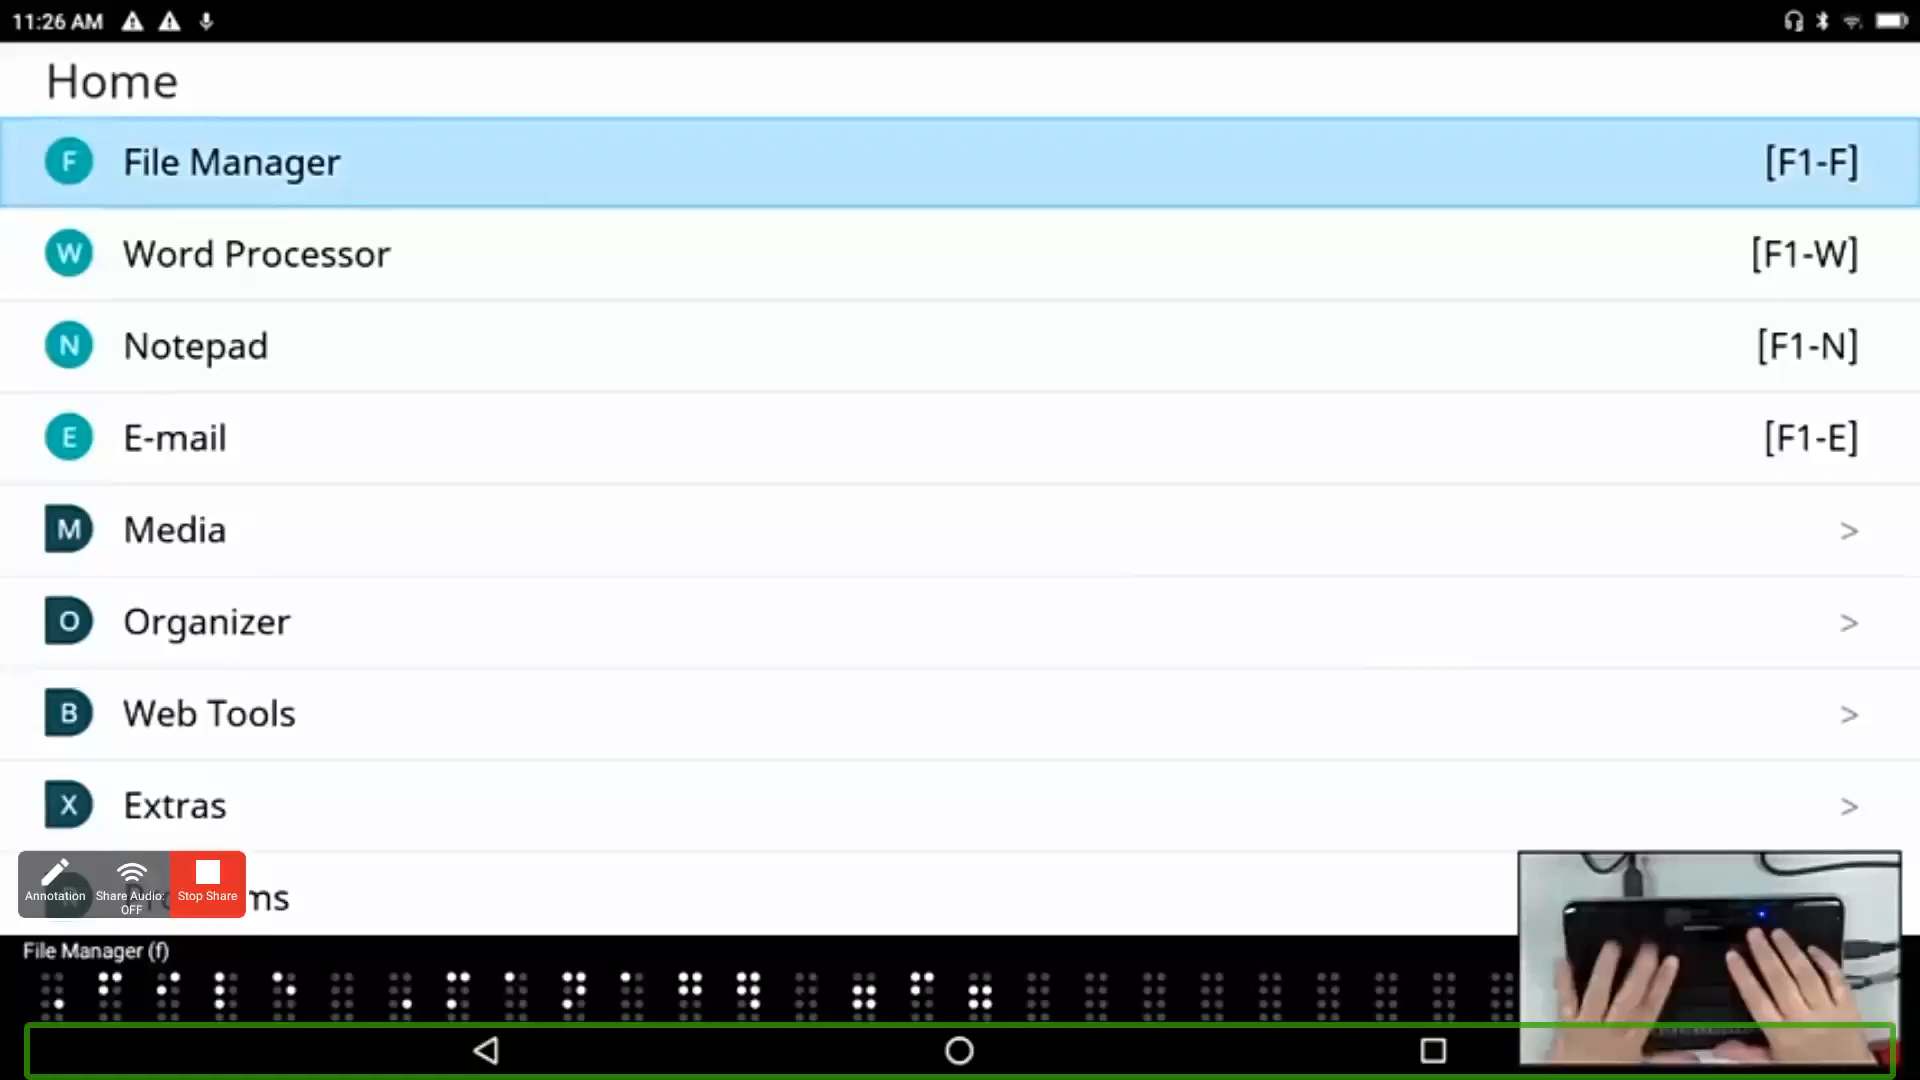 11:26 AM
Home
F File Manager [F1-F]
W Word Processor [F1-W]
N Notepad [F1-N]
E E-mail [F1-E]
M Media >
O Organizer >
B Web Tools >
X Extras >
Annotation Share Audio: OFF Stop Share
File Manager (f)